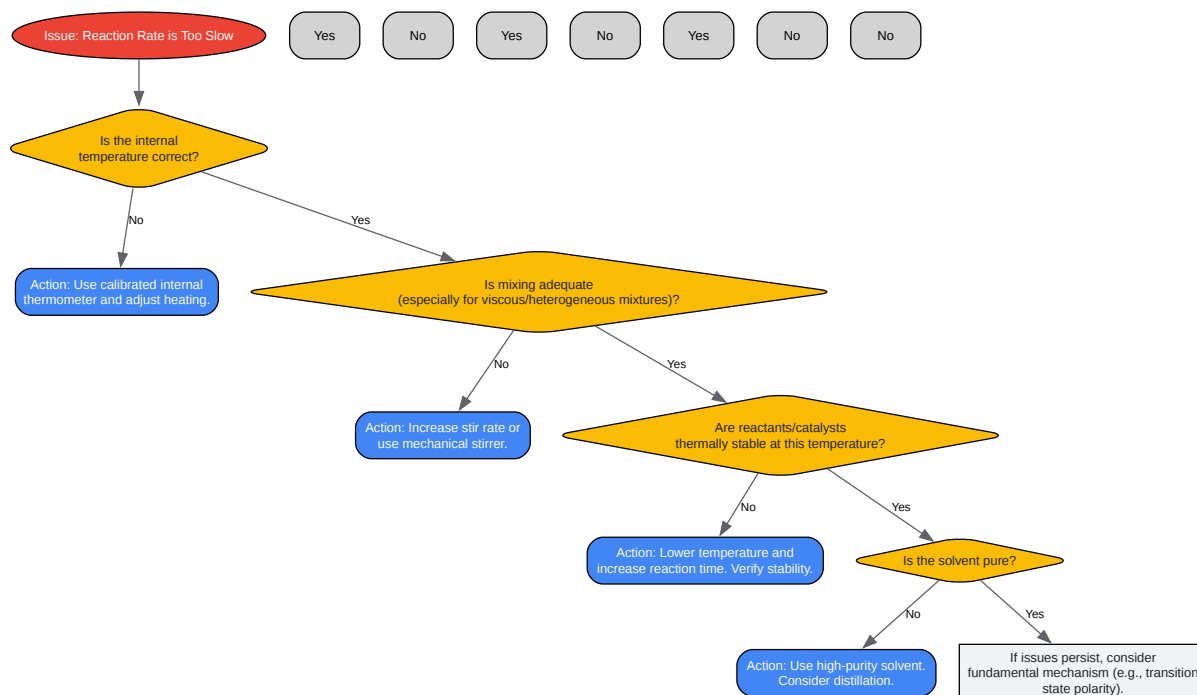 Issue: Reaction Rate is Too Slow
Yes
No
Yes
No
Yes
No
No
Is the internal
temperature correct?
No
Yes
Action: Use calibrated internal
thermometer and adjust heating.
Is mixing adequate
(especially for viscous/heterogeneous mixtures)?
No
Yes
Action: Increase stir rate or
use mechanical stirrer.
Are reactants/catalysts
thermally stable at this temperature?
No
Yes
Action: Lower temperature and
increase reaction time. Verify stability.
Is the solvent pure?
No
Yes
Action: Use high-purity solvent.
Consider distillation.
If issues persist, consider
fundamental mechanism (e.g., transition
state polarity).